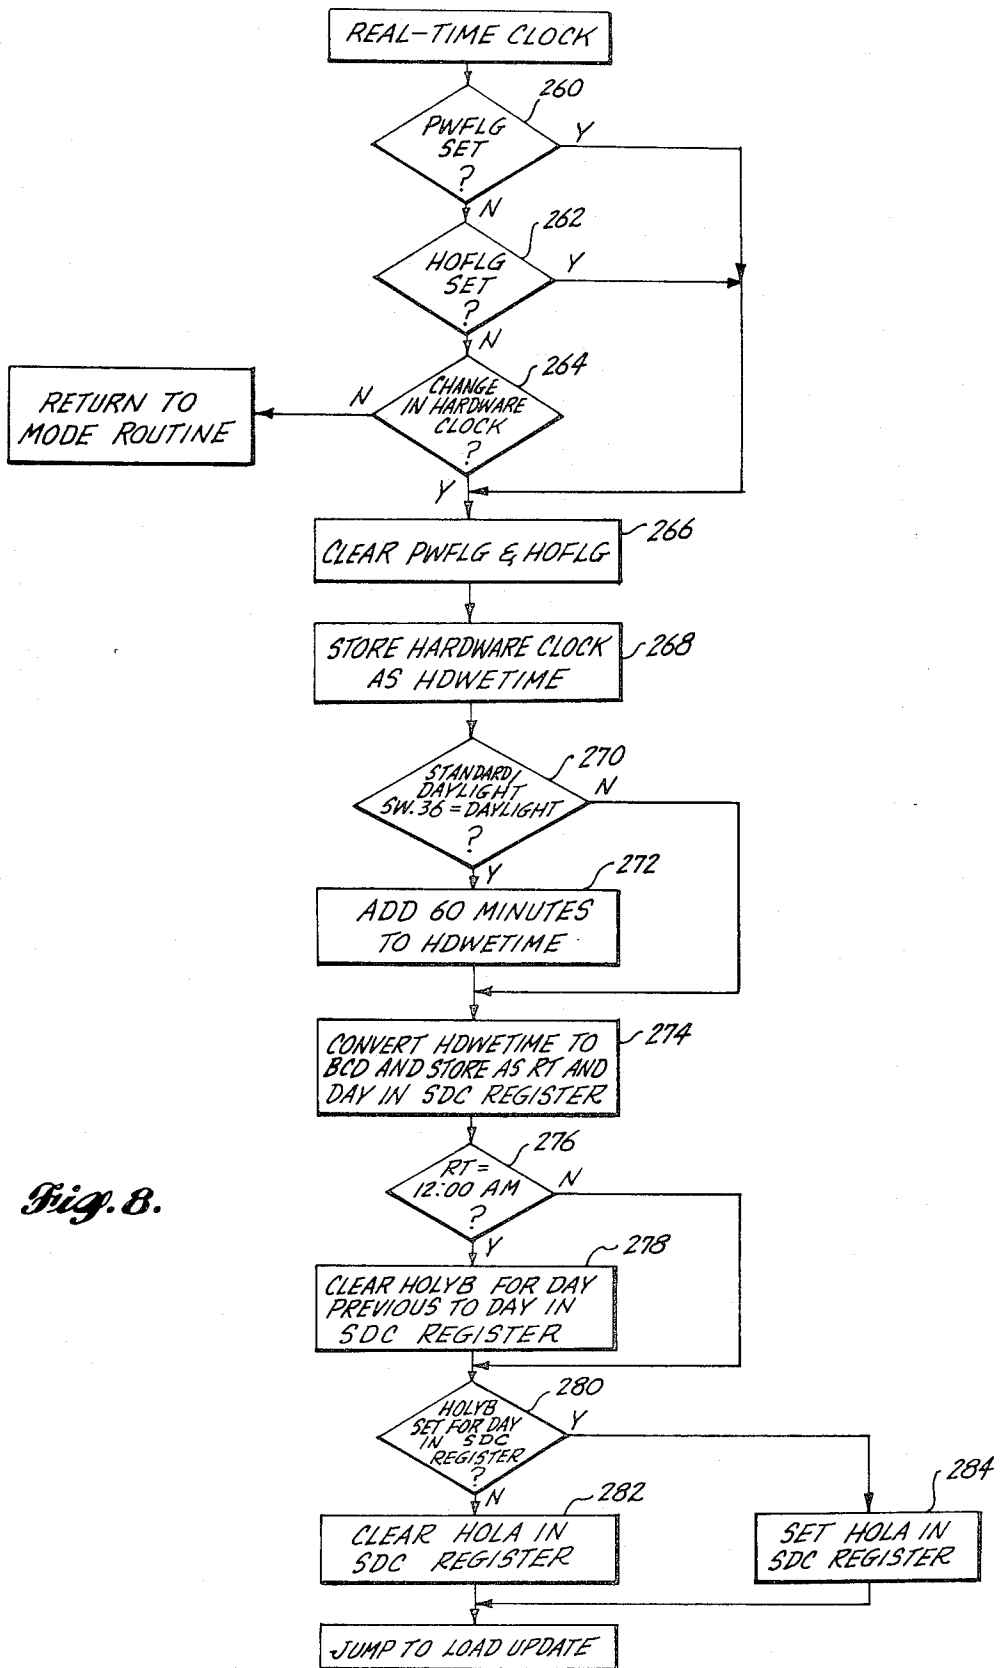 REAL-TIME CLOCK
260
PWFLG
SET
?
Y
N
262
HOFLG
SET
?
Y
N
264
CHANGE
IN HARDWARE
CLOCK
?
N
RETURN TO
MODE ROUTINE
Y
CLEAR PWFLG & HOFLG
266
STORE HARDWARE CLOCK
AS HDWETIME
268
270
STANDARD/
DAYLIGHT
SW.36 = DAYLIGHT
?
N
Y
272
ADD 60 MINUTES
TO HDWETIME
CONVERT HDWETIME TO
BCD AND STORE AS RT AND
DAY IN SDC REGISTER
274
276
RT =
12:00 AM
?
N
Y
278
CLEAR HOLYB FOR DAY
PREVIOUS TO DAY IN
SDC REGISTER
Fig. 8.
280
HOLYB
SET FOR DAY
IN SDC
REGISTER
?
Y
N
282
CLEAR HOLA IN
SDC REGISTER
284
SET HOLA IN
SDC REGISTER
JUMP TO LOAD UPDATE